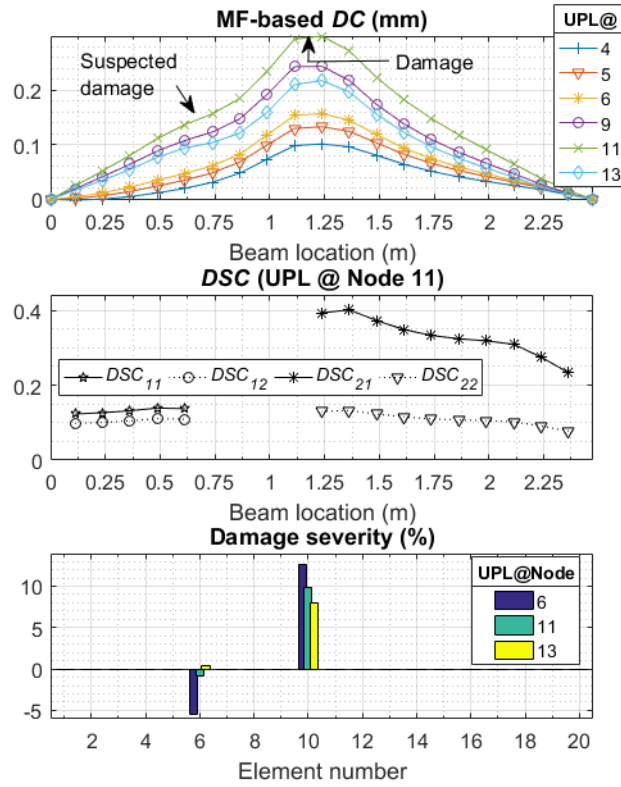 MF-based DC (mm)
UPL@
4
5
6
9
11
13
Suspected
damage
Damage
0.2
0.1
0
0 0.25 0.5 0.75 1 1.25 1.5 1.75 2 2.25
Beam location (m)
DSC (UPL @ Node 11)
0.4
0.2
0
DSC11 DSC12 DSC21 DSC22
0 0.25 0.5 0.75 1 1.25 1.5 1.75 2 2.25
Beam location (m)
Damage severity (%)
UPL@Node
6
11
13
10
5
0
-5
2 4 6 8 10 12 14 16 18 20
Element number